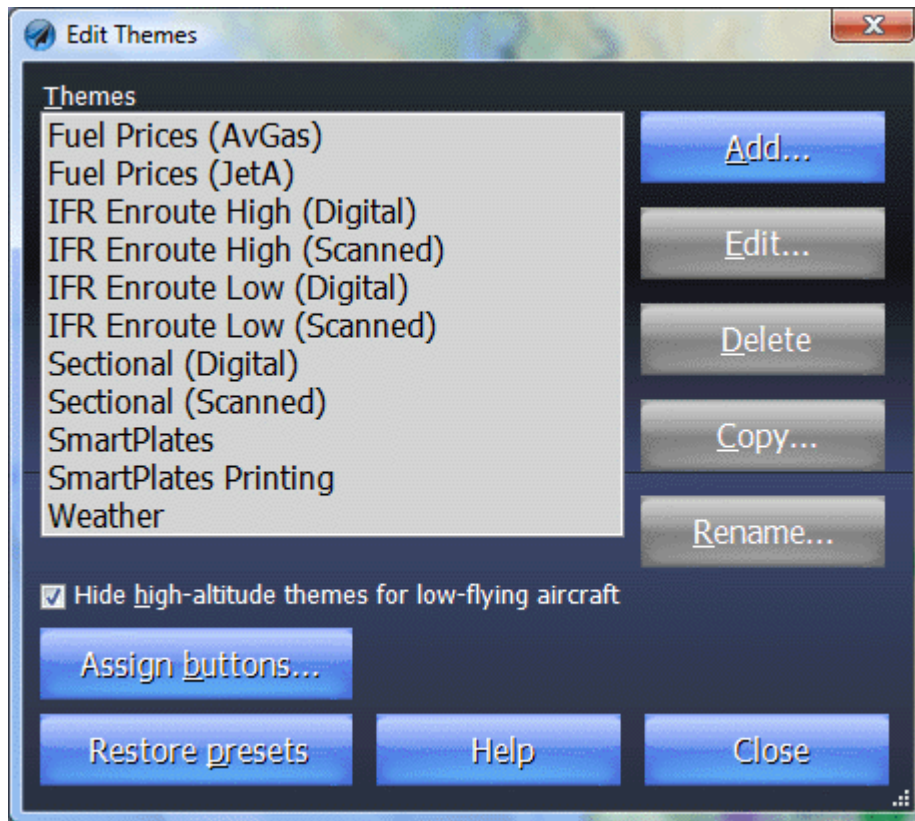 Edit Themes
Themes
Fuel Prices (AvGas)
Fuel Prices (JetA)
IFR Enroute High (Digital)
IFR Enroute High (Scanned)
IFR Enroute Low (Digital)
IFR Enroute Low (Scanned)
Sectional (Digital)
Sectional (Scanned)
SmartPlates
SmartPlates Printing
Weather
Add...
Edit...
Delete
Copy...
Rename...
Hide high-altitude themes for low-flying aircraft
Assign buttons...
Restore presets
Help
Close